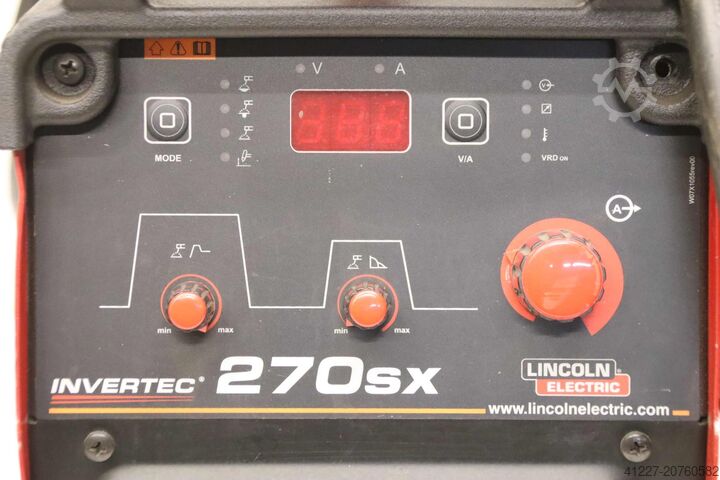 V A
MODE
V/A
VRD ON
W07X1055rev00
A
min max
min max
INVERTEC® 270SX
LINCOLN®
ELECTRIC
www.lincolnelectric.com
41227-20760582